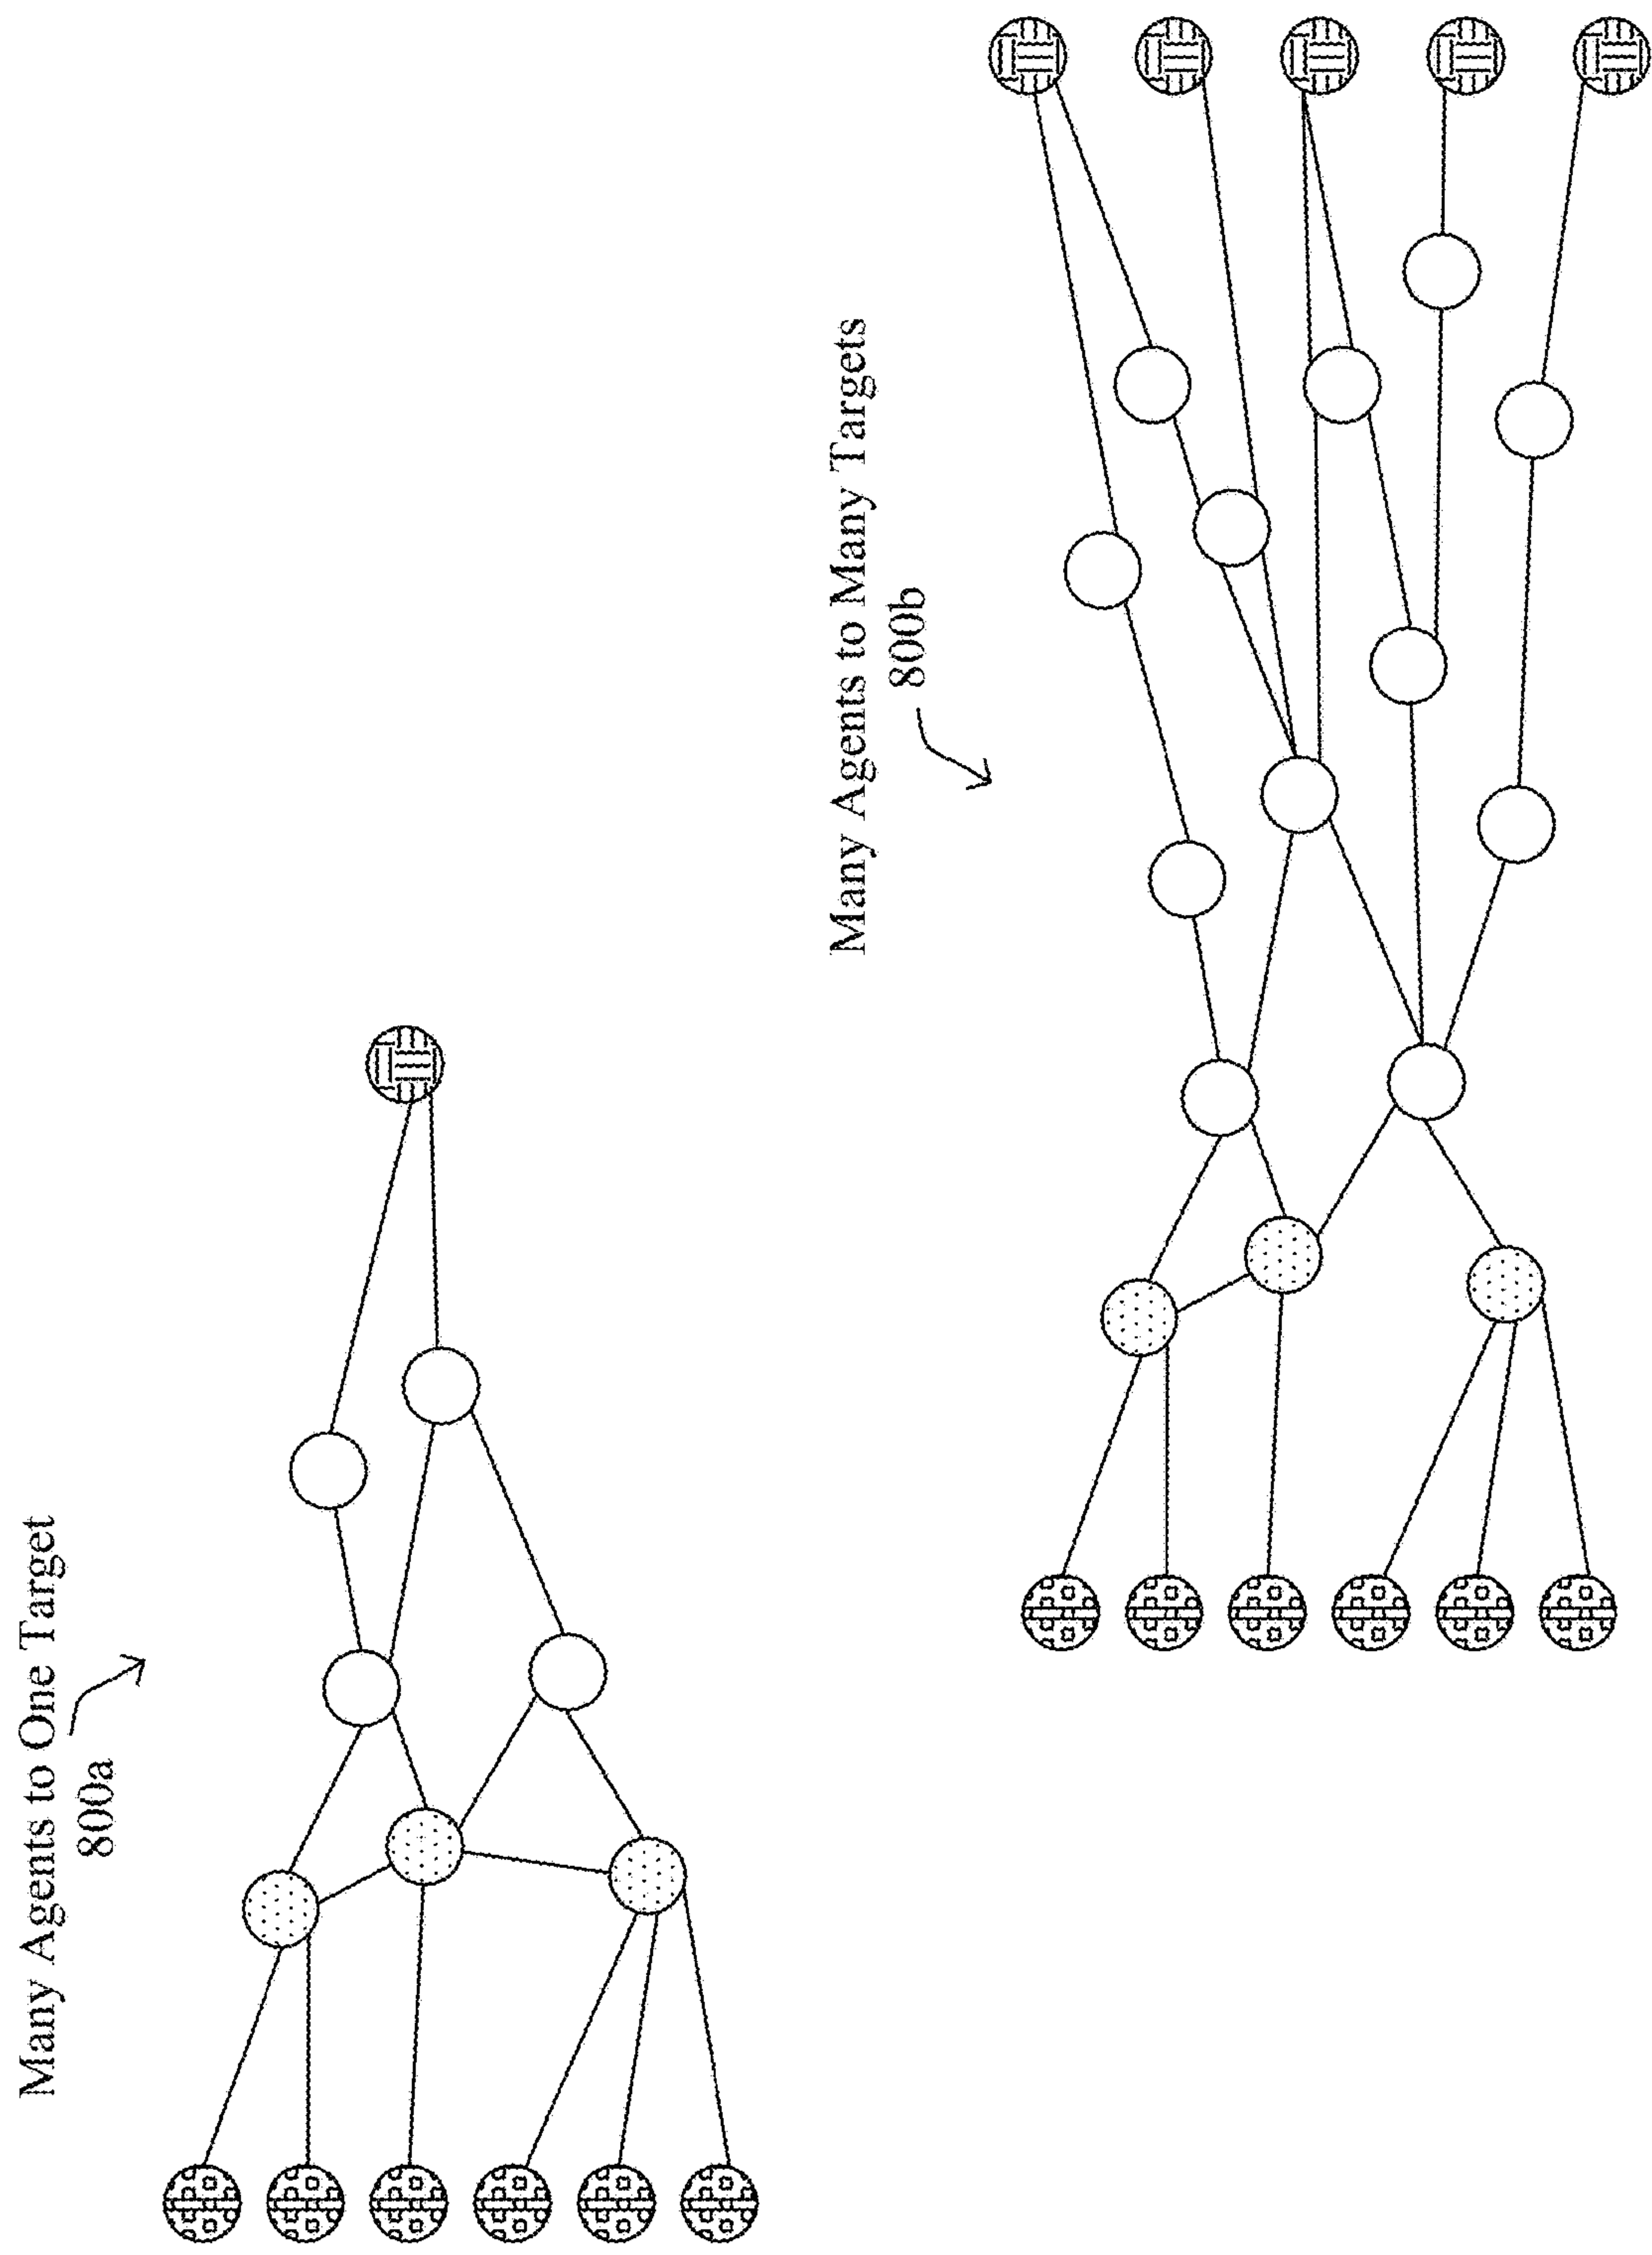 Many Agents to One Target
800a
Many Agents to Many Targets
800b